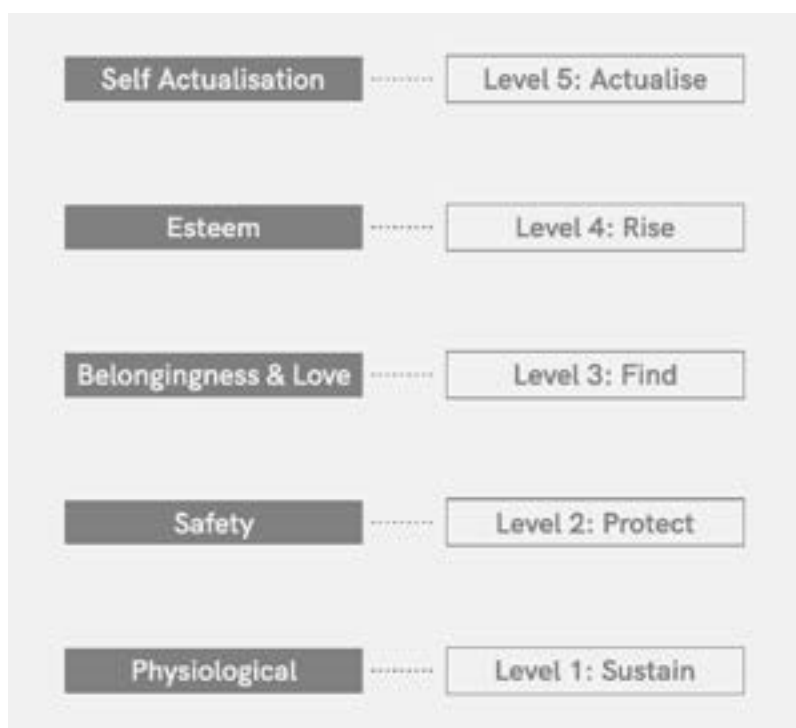 Self Actualisation
Level 5: Actualise
Esteem
Level 4: Rise
Belongingness & Love
Level 3: Find
Safety
Level 2: Protect
Physiological
Level 1: Sustain